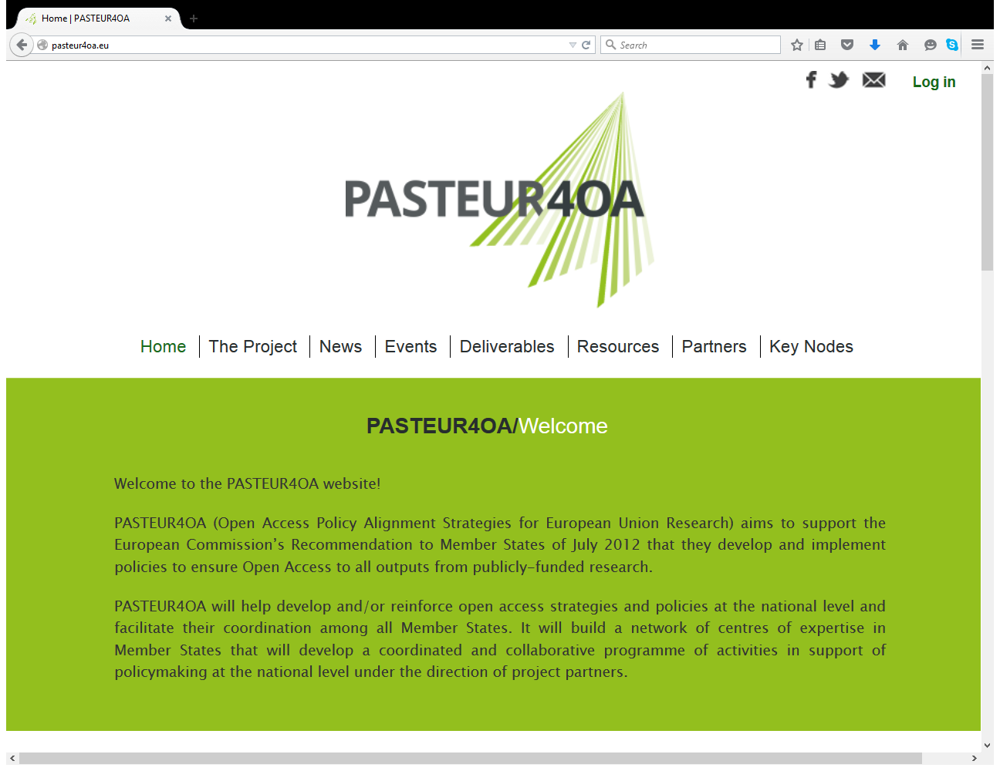 Home | PASTEUR4OA
pasteur4oa.eu
Search
Log in
PASTEUR4OA
Home
The Project
News
Events
Deliverables
Resources
Partners
Key Nodes
PASTEUR4OA/Welcome
Welcome to the PASTEUR4OA website!
PASTEUR4OA (Open Access Policy Alignment Strategies for European Union Research) aims to support the
European Commission’s Recommendation to Member States of July 2012 that they develop and implement
policies to ensure Open Access to all outputs from publicly-funded research.
PASTEUR4OA will help develop and/or reinforce open access strategies and policies at the national level and
facilitate their coordination among all Member States. It will build a network of centres of expertise in
Member States that will develop a coordinated and collaborative programme of activities in support of
policymaking at the national level under the direction of project partners.